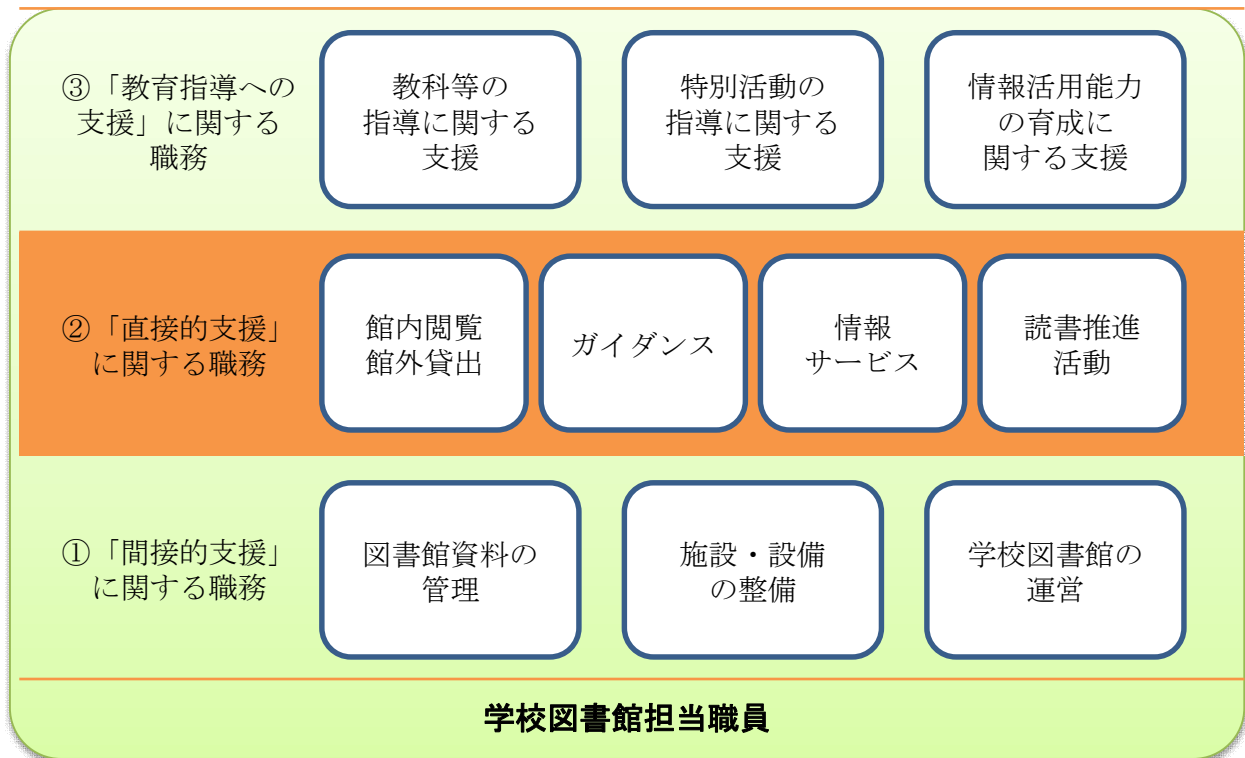 ③「教育指導への
支援」に関する
職務
教科等の
指導に関する
支援
特別活動の
指導に関する
支援
情報活用能力
の育成に
関する支援
②「直接的支援」
に関する職務
館内閲覧
館外貸出
ガイダンス
情報
サービス
読書推進
活動
①「間接的支援」
に関する職務
図書館資料の
管理
施設・設備
の整備
学校図書館の
運営
学校図書館担当職員